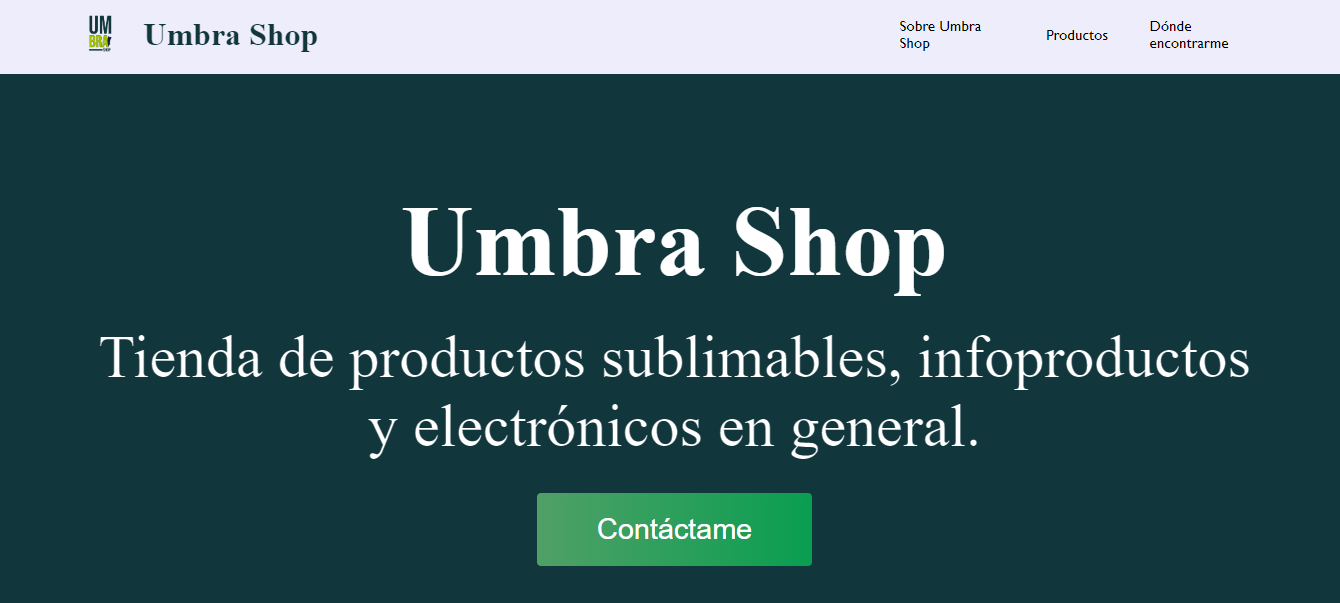 UM
BRA
Umbra Shop
Sobre Umbra
Shop
Productos
Dónde
encontrarme
Umbra Shop
Tienda de productos sublimables, infoproductos
y electrónicos en general.
Contáctame